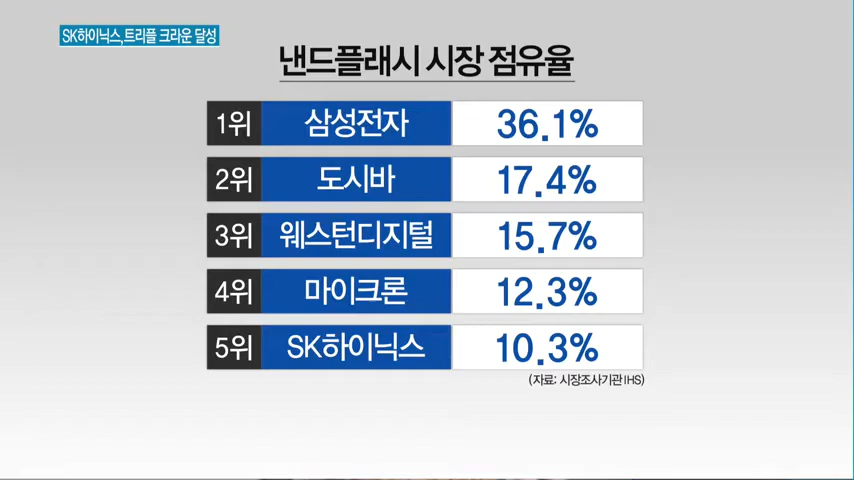 SK하이닉스,트리플 크라운 달성
낸드플래시 시장 점유율
1위 삼성전자 36.1%
2위 도시바 17.4%
3위 웨스턴디지털 15.7%
4위 마이크론 12.3%
5위 SK하이닉스 10.3%
(자료: 시장조사기관 IHS)